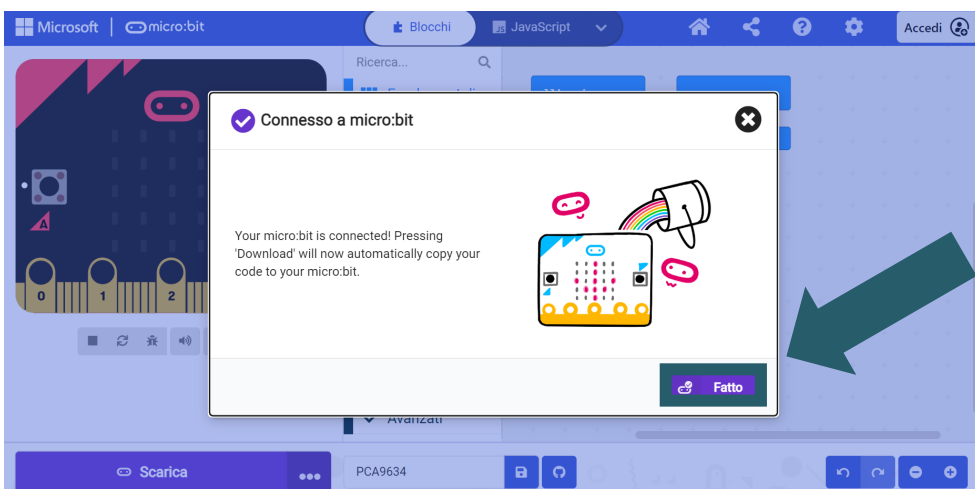 Microsoft
micro:bit
Blocchi
JS JavaScript
Accedi
Ricerca...
Connesso a micro:bit
Your micro:bit is connected! Pressing
'Download' will now automatically copy your
code to your micro:bit.
A
0 1 2
Fatto
Avanzati
Scarica
PCA9634